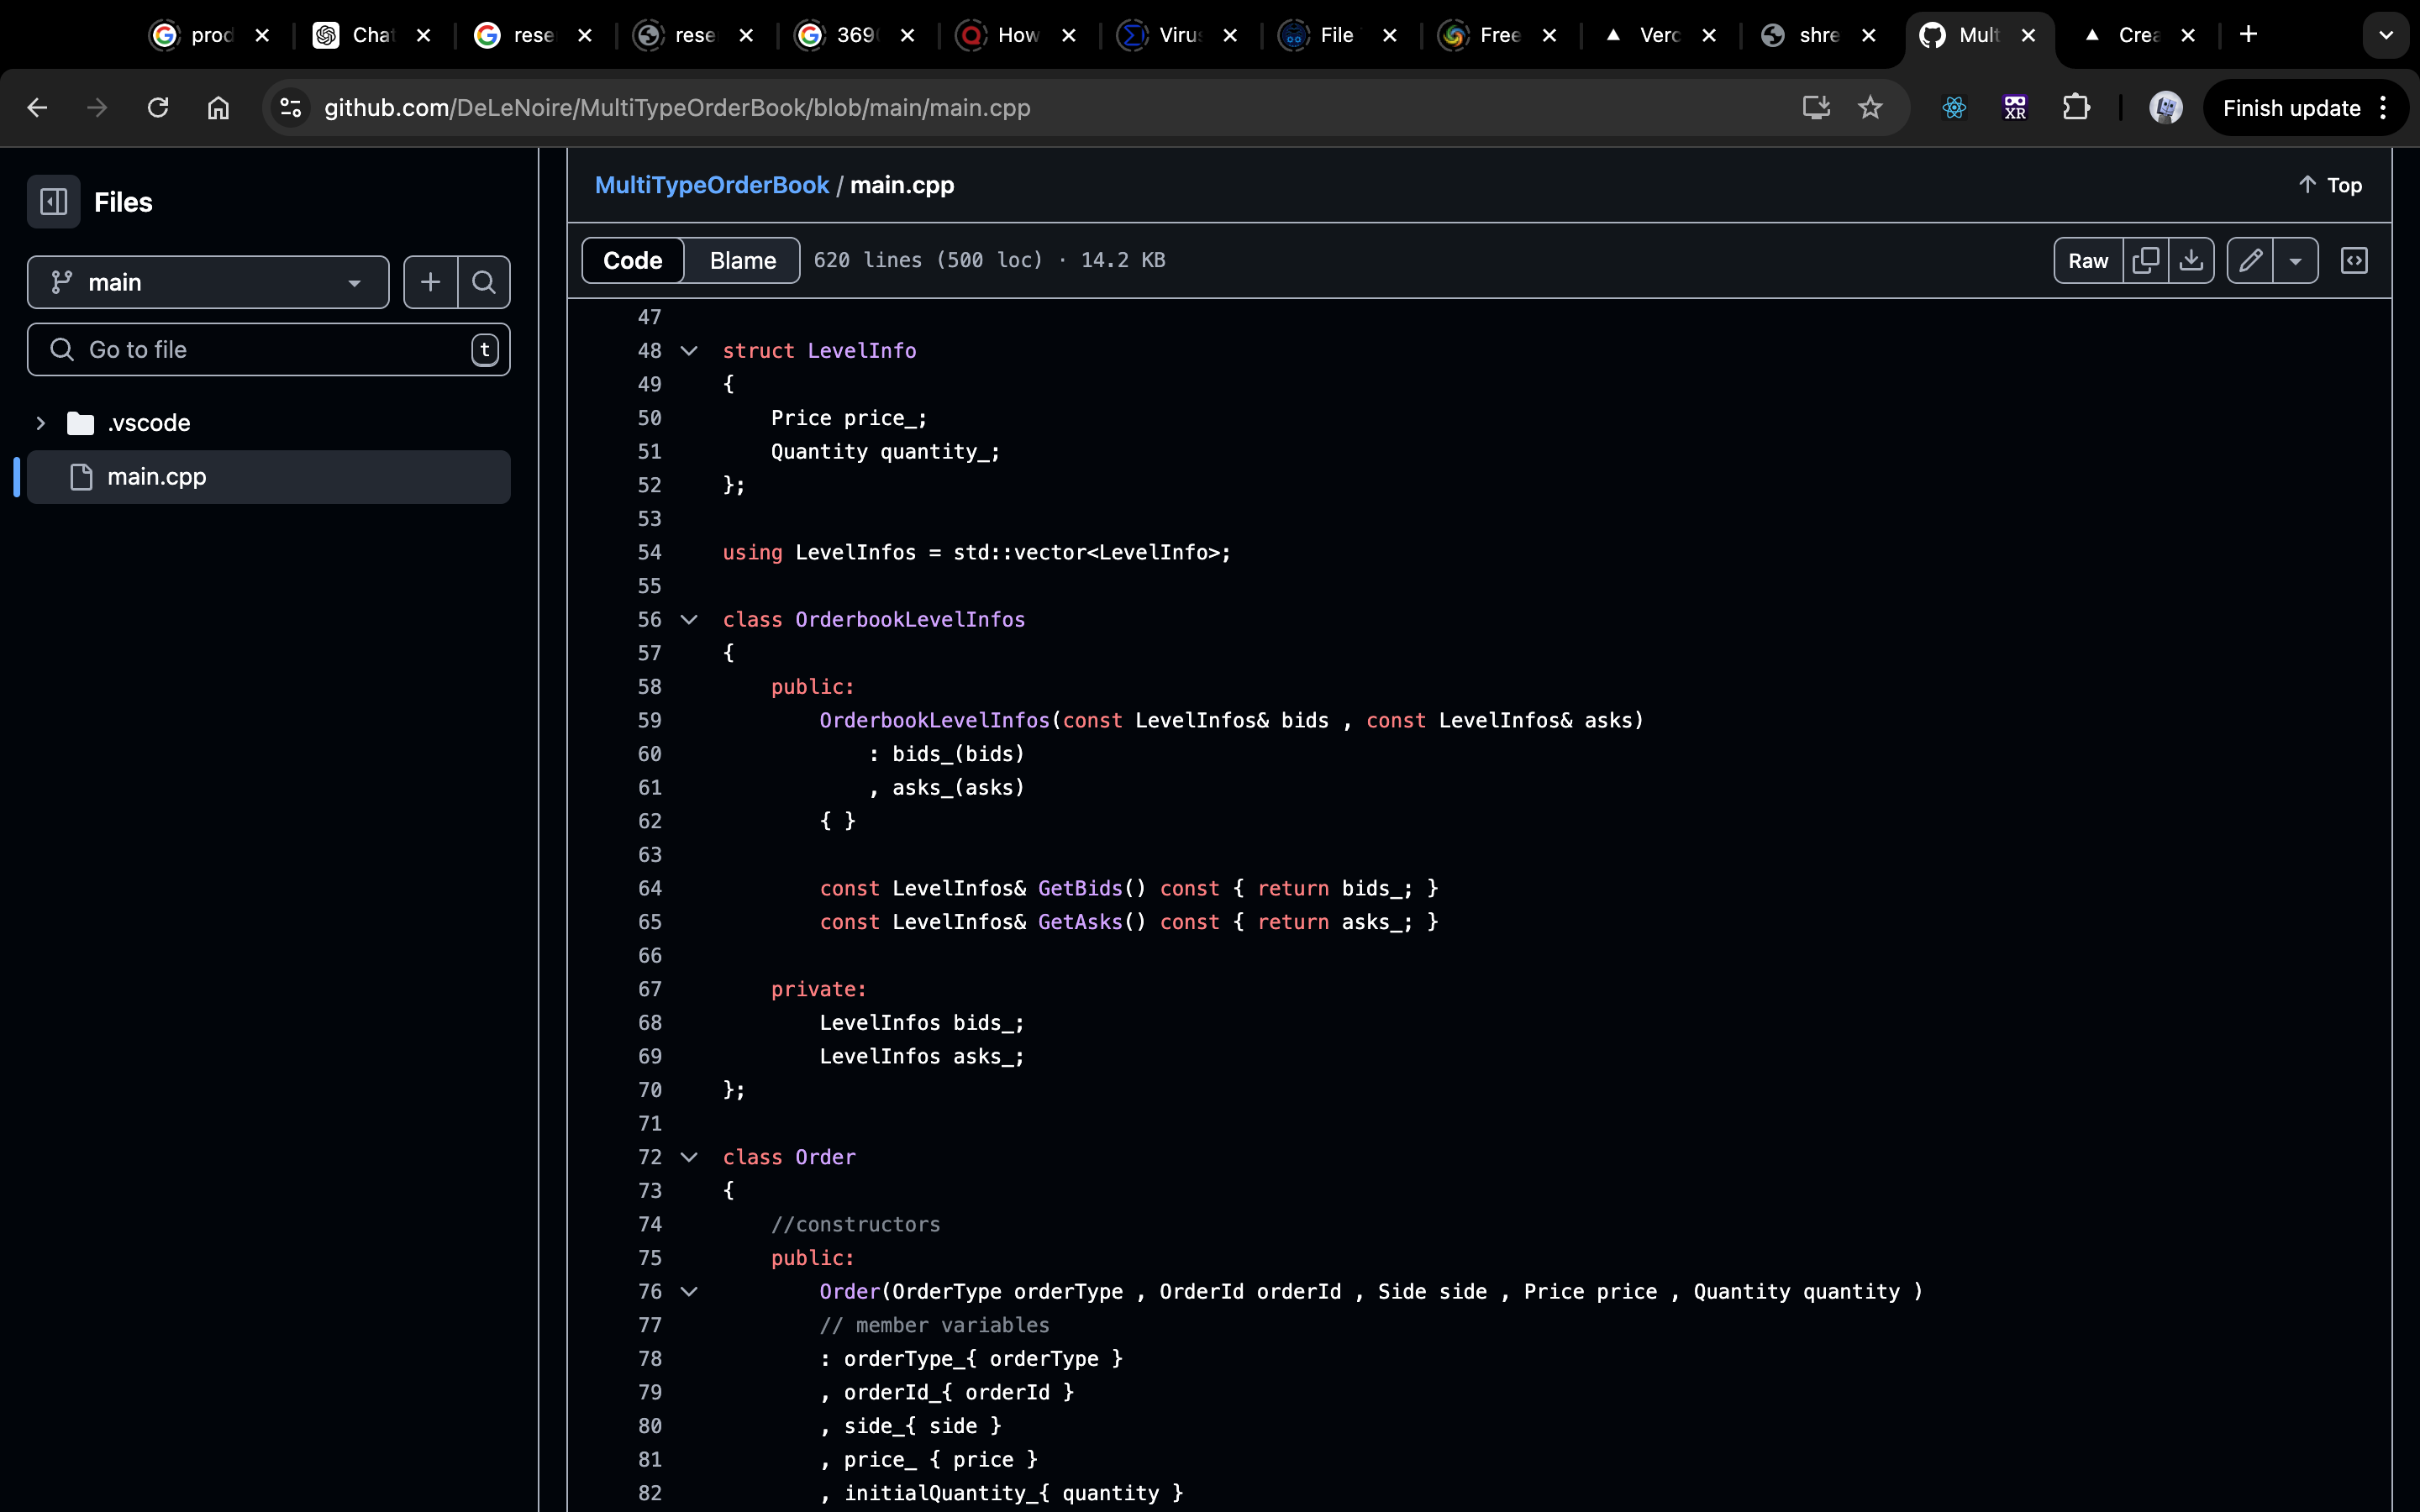 prod
Chat
rese
rese
369
How
Virus
File
Free
Verc
shre
Mult
Crea
github.com/DeLeNoire/MultiTypeOrderBook/blob/main/main.cpp
XR
Finish update
Files
main
Go to file
t
.vscode
main.cpp
MultiTypeOrderBook / main.cpp
Top
Code
Blame
620 lines (500 loc) · 14.2 KB
Raw
47
48 struct LevelInfo
49 {
50 Price price_;
51 Quantity quantity_;
52 };
53
54 using LevelInfos = std::vector<LevelInfo>;
55
56 class OrderbookLevelInfos
57 {
58 public:
59 OrderbookLevelInfos(const LevelInfos& bids , const LevelInfos& asks)
60 : bids_(bids)
61 , asks_(asks)
62 { }
63
64 const LevelInfos& GetBids() const { return bids_; }
65 const LevelInfos& GetAsks() const { return asks_; }
66
67 private:
68 LevelInfos bids_;
69 LevelInfos asks_;
70 };
71
72 class Order
73 {
74 //constructors
75 public:
76 Order(OrderType orderType , OrderId orderId , Side side , Price price , Quantity quantity )
77 // member variables
78 : orderType_{ orderType }
79 , orderId_{ orderId }
80 , side_{ side }
81 , price_ { price }
82 , initialQuantity_{ quantity }